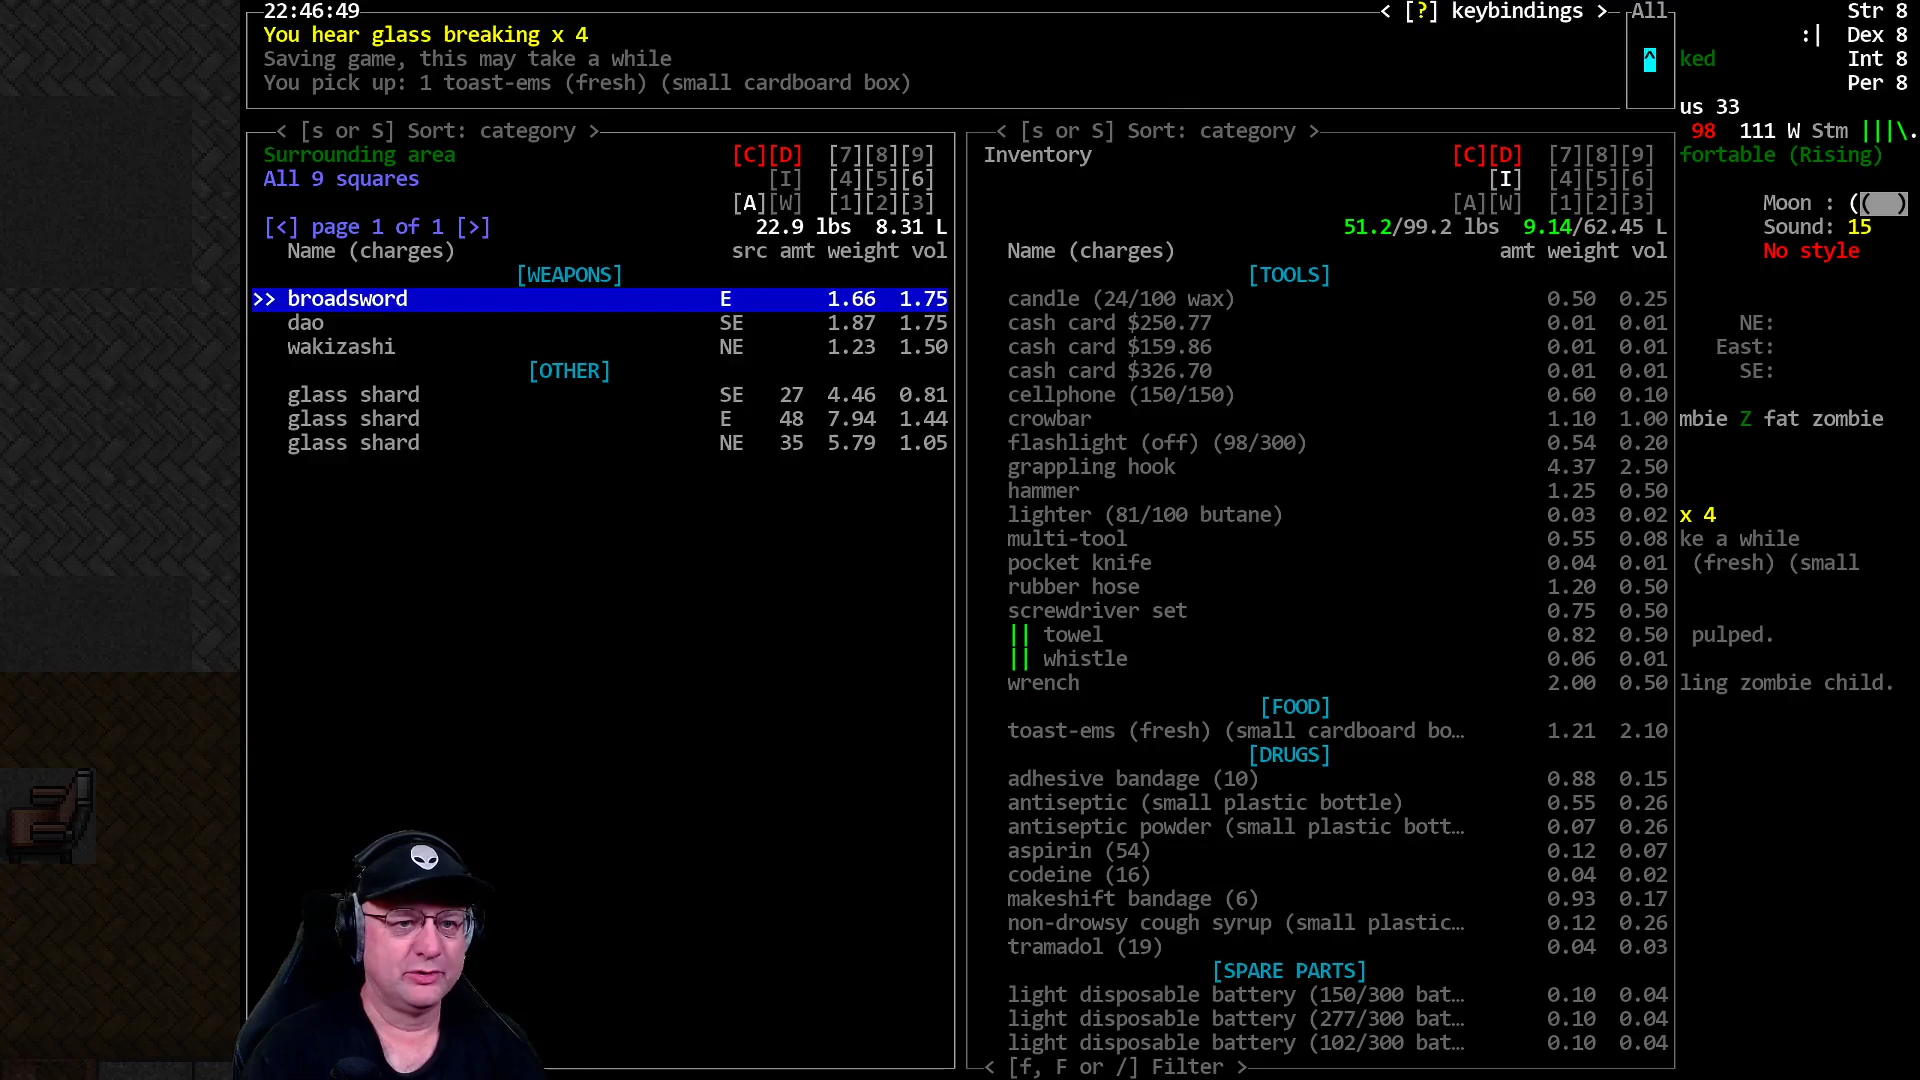 22:46:49 < [?] keybindings > All Str 8
You hear glass breaking x 4 :| Dex 8
Saving game, this may take a while ^ ked Int 8
You pick up: 1 toast-ems (fresh) (small cardboard box) Per 8
us 33
< [s or S] Sort: category > < [s or S] Sort: category > 98 111 W Stm |||\.
Surrounding area [C][D] [7][8][9] Inventory [C][D] [7][8][9] fortable (Rising)
All 9 squares [I] [4][5][6] [I] [4][5][6]
[A][W] [1][2][3] [A][W] [1][2][3] Moon : (( )
[<] page 1 of 1 [>] 22.9 lbs 8.31 L 51.2/99.2 lbs 9.14/62.45 L Sound: 15
Name (charges) src amt weight vol Name (charges) amt weight vol No style
[WEAPONS] [TOOLS]
>> broadsword E 1.66 1.75 candle (24/100 wax) 0.50 0.25
dao SE 1.87 1.75 cash card $250.77 0.01 0.01 NE:
wakizashi NE 1.23 1.50 cash card $159.86 0.01 0.01 East:
[OTHER] cash card $326.70 0.01 0.01 SE:
glass shard SE 27 4.46 0.81 cellphone (150/150) 0.60 0.10
glass shard E 48 7.94 1.44 crowbar 1.10 1.00 mbie Z fat zombie
glass shard NE 35 5.79 1.05 flashlight (off) (98/300) 0.54 0.20
grappling hook 4.37 2.50
hammer 1.25 0.50
lighter (81/100 butane) 0.03 0.02 x 4
multi-tool 0.55 0.08 ke a while
pocket knife 0.04 0.01 (fresh) (small
rubber hose 1.20 0.50
screwdriver set 0.75 0.50
|| towel 0.82 0.50 pulped.
|| whistle 0.06 0.01
wrench 2.00 0.50 ling zombie child.
[FOOD]
toast-ems (fresh) (small cardboard bo… 1.21 2.10
[DRUGS]
adhesive bandage (10) 0.88 0.15
antiseptic (small plastic bottle) 0.55 0.26
antiseptic powder (small plastic bott… 0.07 0.26
aspirin (54) 0.12 0.07
codeine (16) 0.04 0.02
makeshift bandage (6) 0.93 0.17
non-drowsy cough syrup (small plastic… 0.12 0.26
tramadol (19) 0.04 0.03
[SPARE PARTS]
light disposable battery (150/300 bat… 0.10 0.04
light disposable battery (277/300 bat… 0.10 0.04
light disposable battery (102/300 bat… 0.10 0.04
< [f, F or /] Filter >